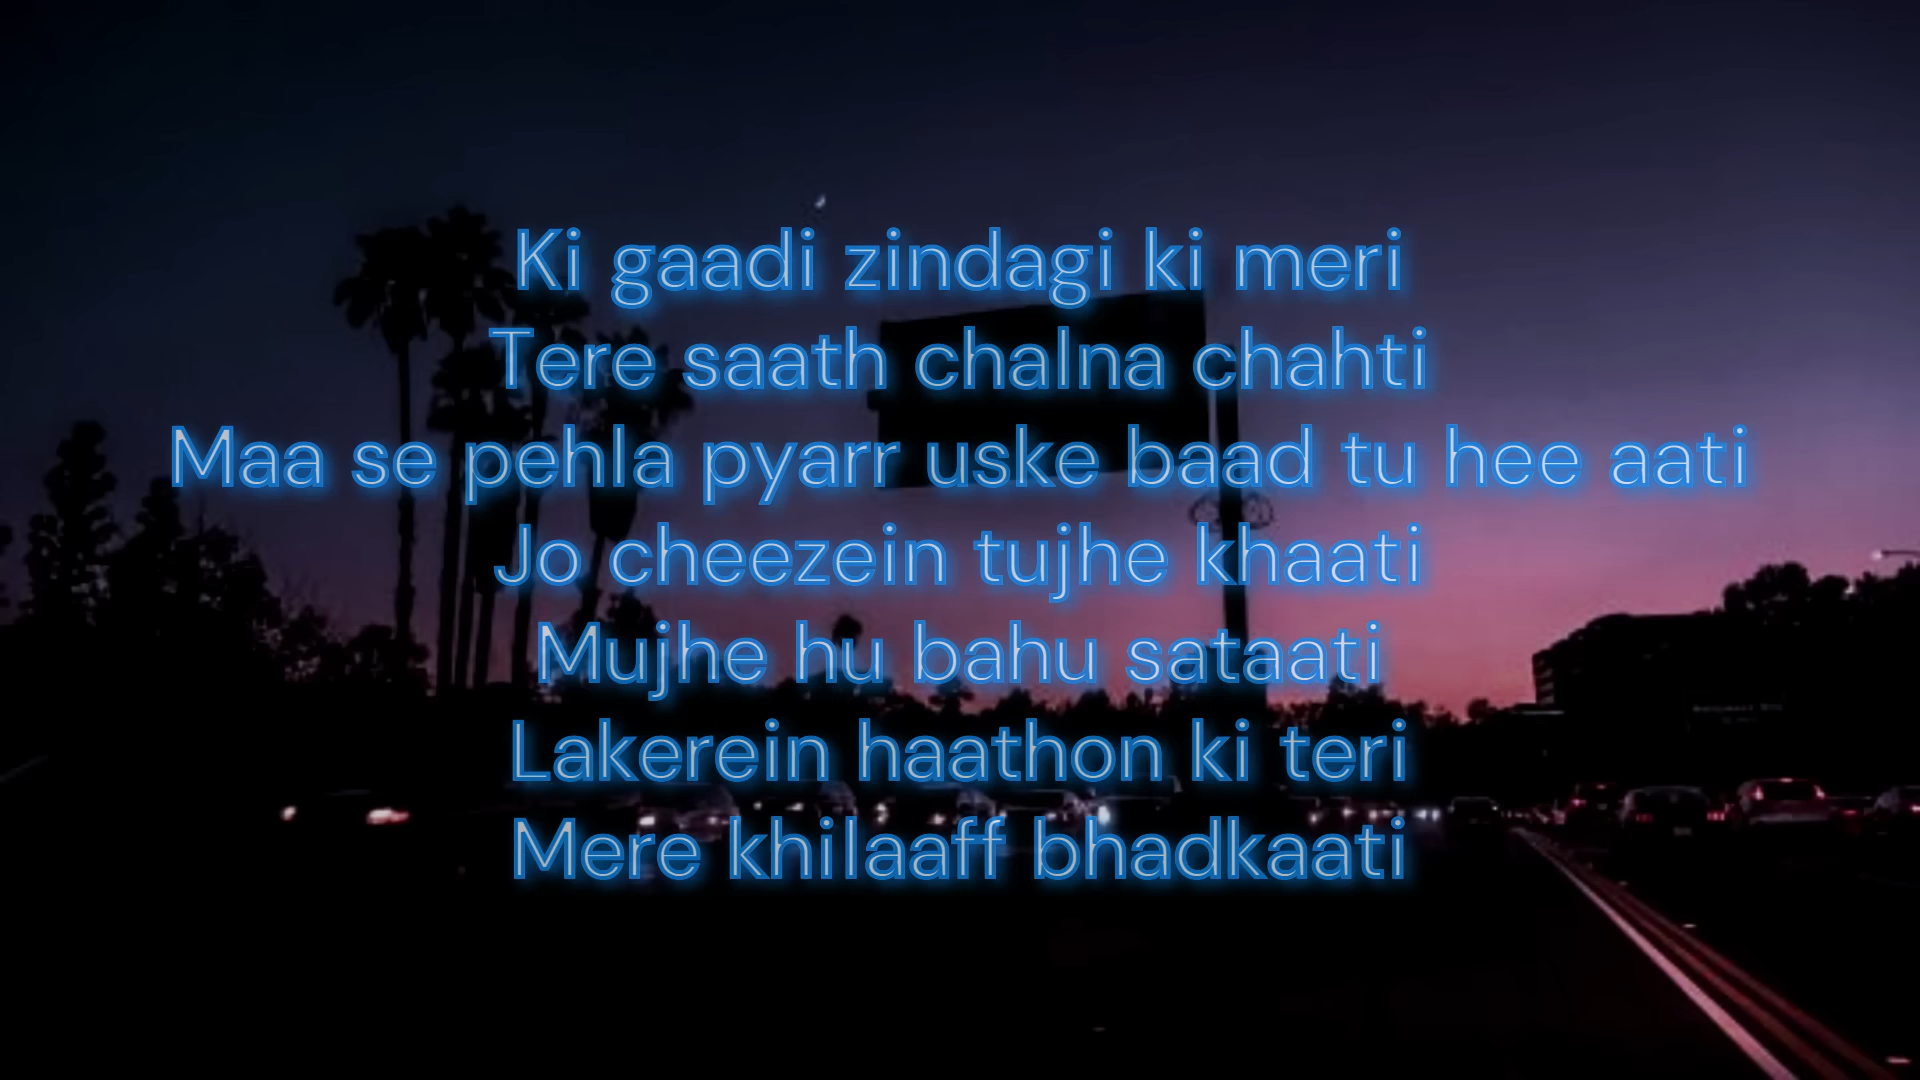 Ki gaadi zindagi ki meri
Tere saath chalna chahti
Maa se pehla pyarr uske baad tu hee aati
Jo cheezein tujhe khaati
Mujhe hu bahu sataati
Lakerein haathon ki teri
Mere khilaaff bhadkaati